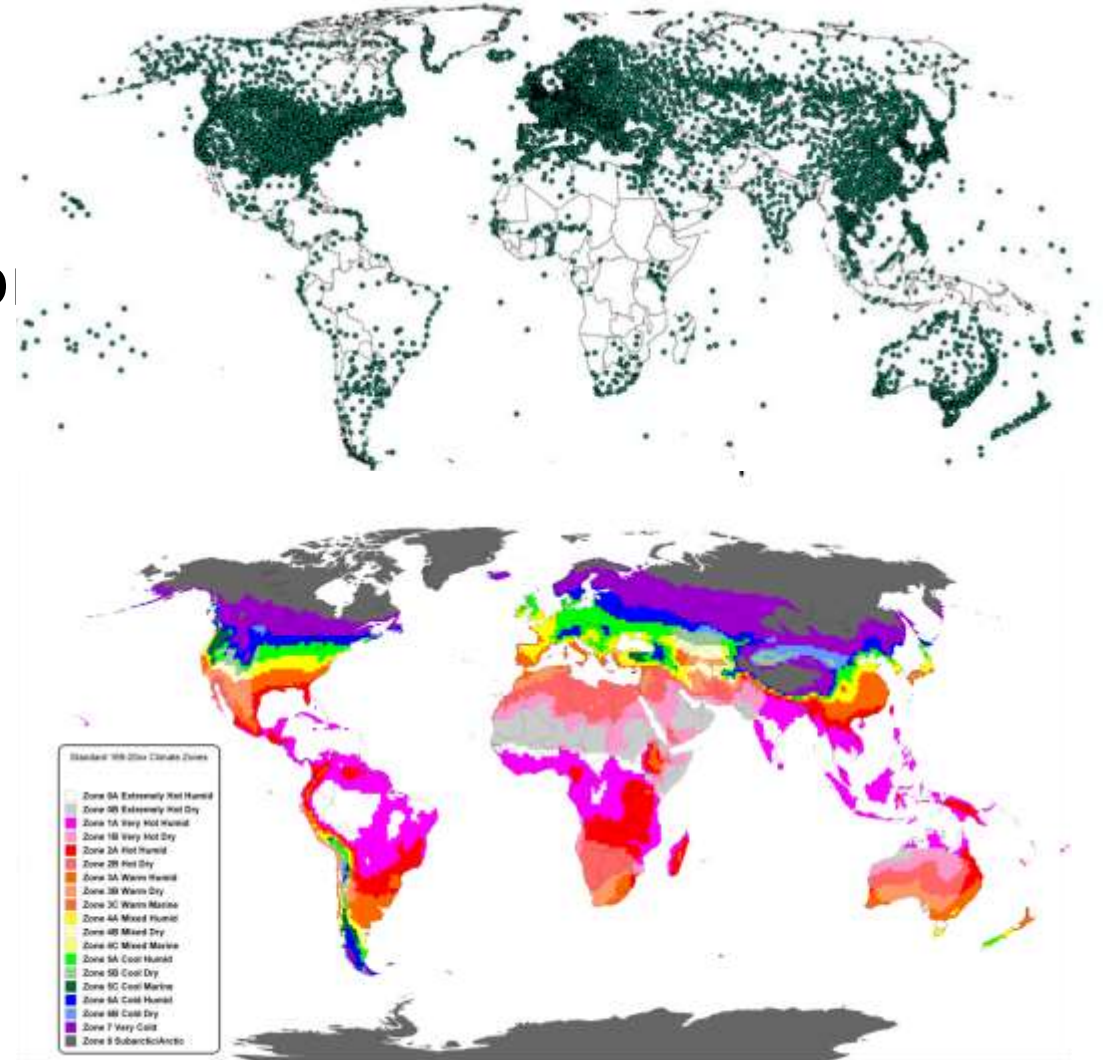 Standard 169-20xx Climate Zones
Zone 0A Extremely Hot Humid
Zone 0B Extremely Hot Dry
Zone 1A Very Hot Humid
Zone 1B Very Hot Dry
Zone 2A Hot Humid
Zone 2B Hot Dry
Zone 3A Warm Humid
Zone 3B Warm Dry
Zone 3C Warm Marine
Zone 4A Mixed Humid
Zone 4B Mixed Dry
Zone 4C Mixed Marine
Zone 5A Cool Humid
Zone 5B Cool Dry
Zone 5C Cool Marine
Zone 6A Cold Humid
Zone 6B Cold Dry
Zone 7 Very Cold
Zone 8 Subarctic/Arctic